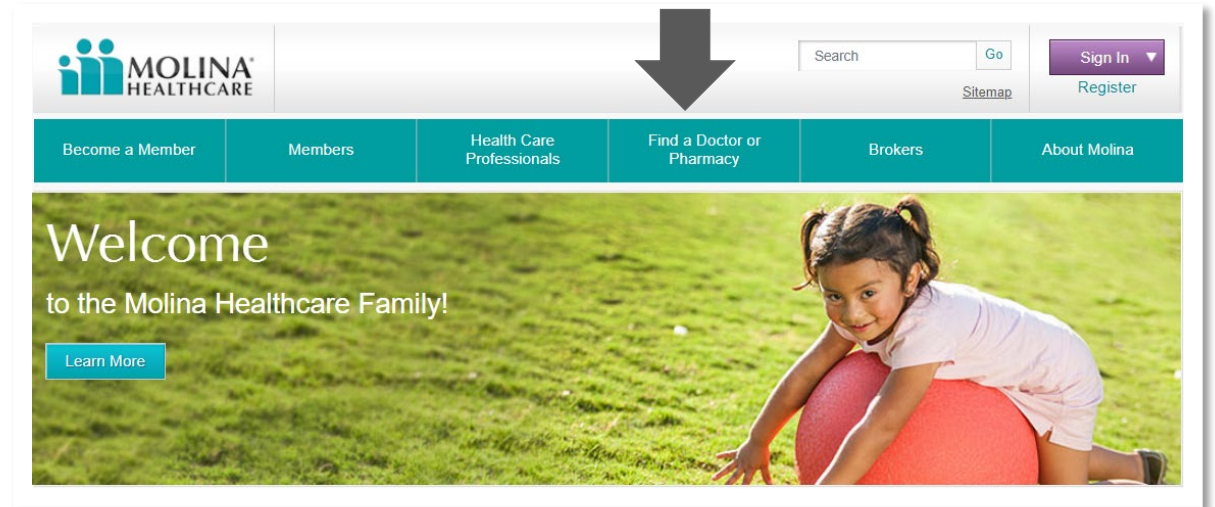 MOLINA®
HEALTHCARE
Search
Go
Sitemap
Sign In ▼
Register
Become a Member
Members
Health Care
Professionals
Find a Doctor or
Pharmacy
Brokers
About Molina
Welcome
to the Molina Healthcare Family!
Learn More